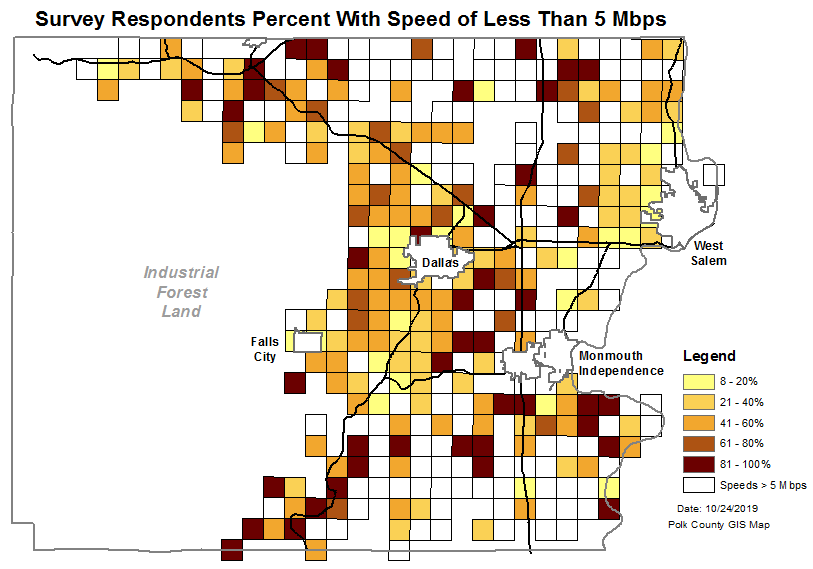 Survey Respondents Percent With Speed of Less Than 5 Mbps
West
Salem
Dallas
Industrial
Forest
Land
Falls
City
Monmouth
Independence
Legend
8 - 20%
21 - 40%
41 - 60%
61 - 80%
81 - 100%
Speeds > 5 Mbps
Date: 10/24/2019
Polk County GIS Map